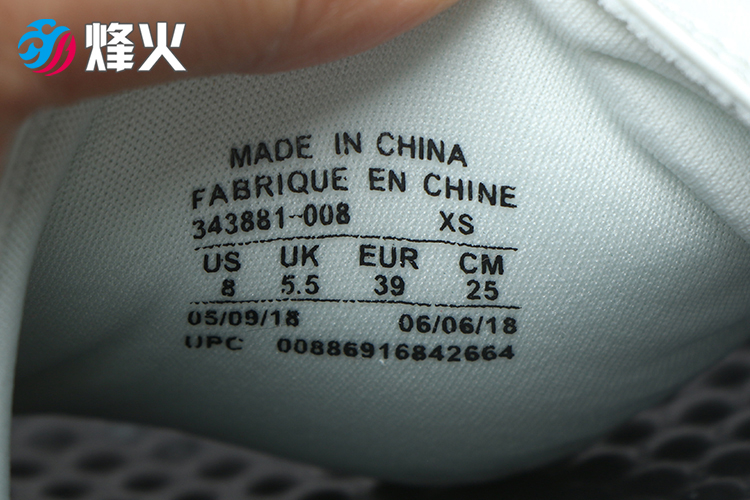 烽火
MADE IN CHINA
FABRIQUE EN CHINE
343881-008 XS
US UK EUR CM
8 5.5 39 25
05/09/18 06/06/18
UPC 00886916842664